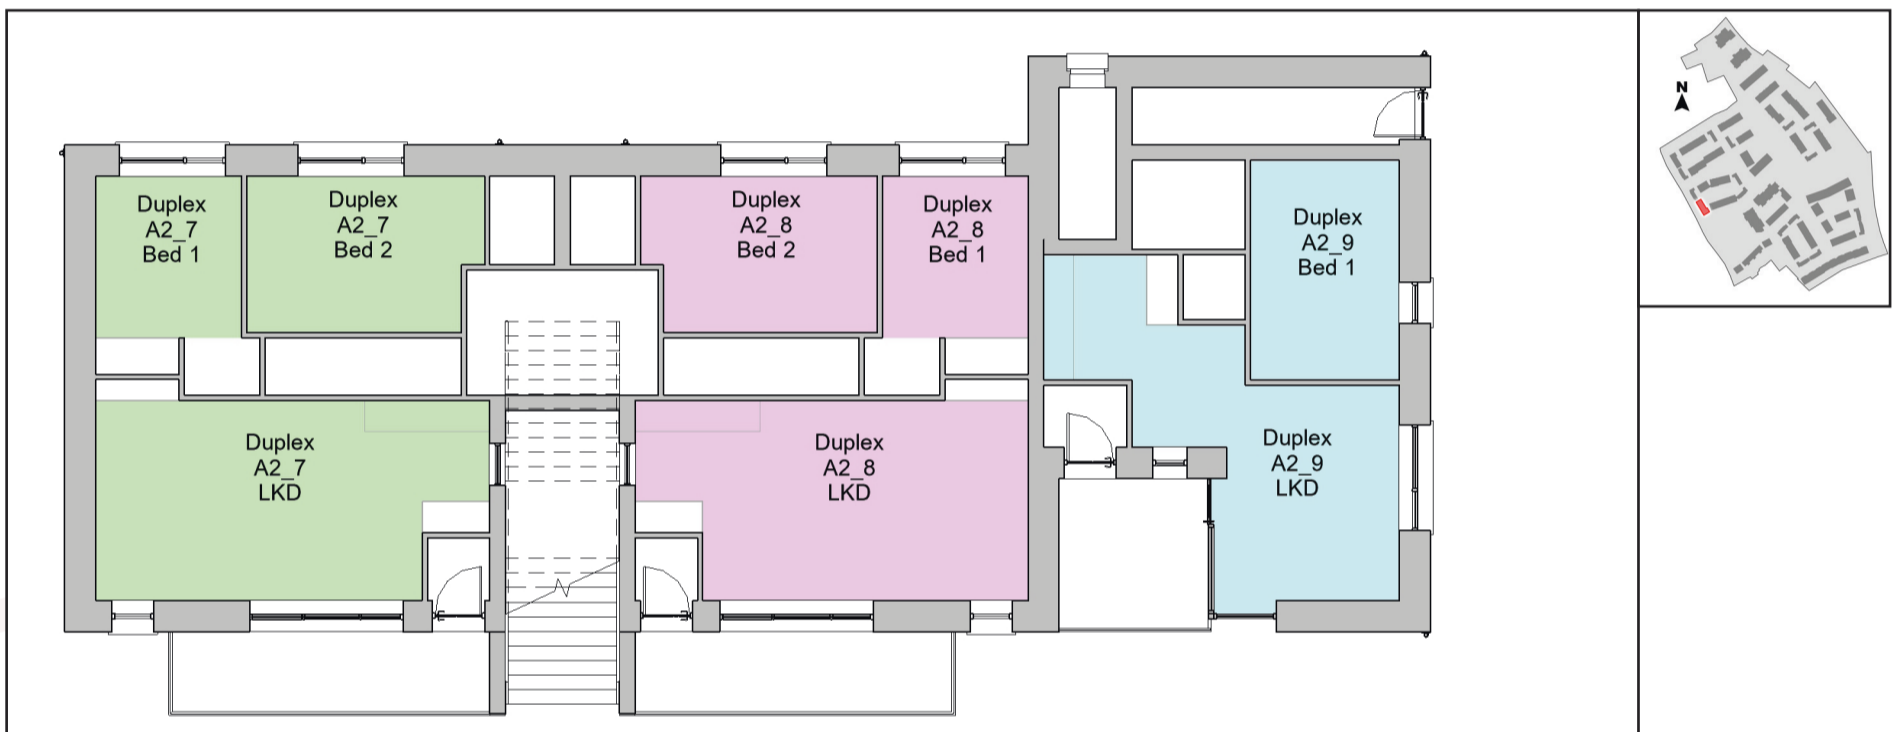 N
Duplex
A2_7
Bed 1
Duplex
A2_7
Bed 2
Duplex
A2_8
Bed 2
Duplex
A2_8
Bed 1
Duplex
A2_9
Bed 1
Duplex
A2_7
LKD
Duplex
A2_8
LKD
Duplex
A2_9
LKD